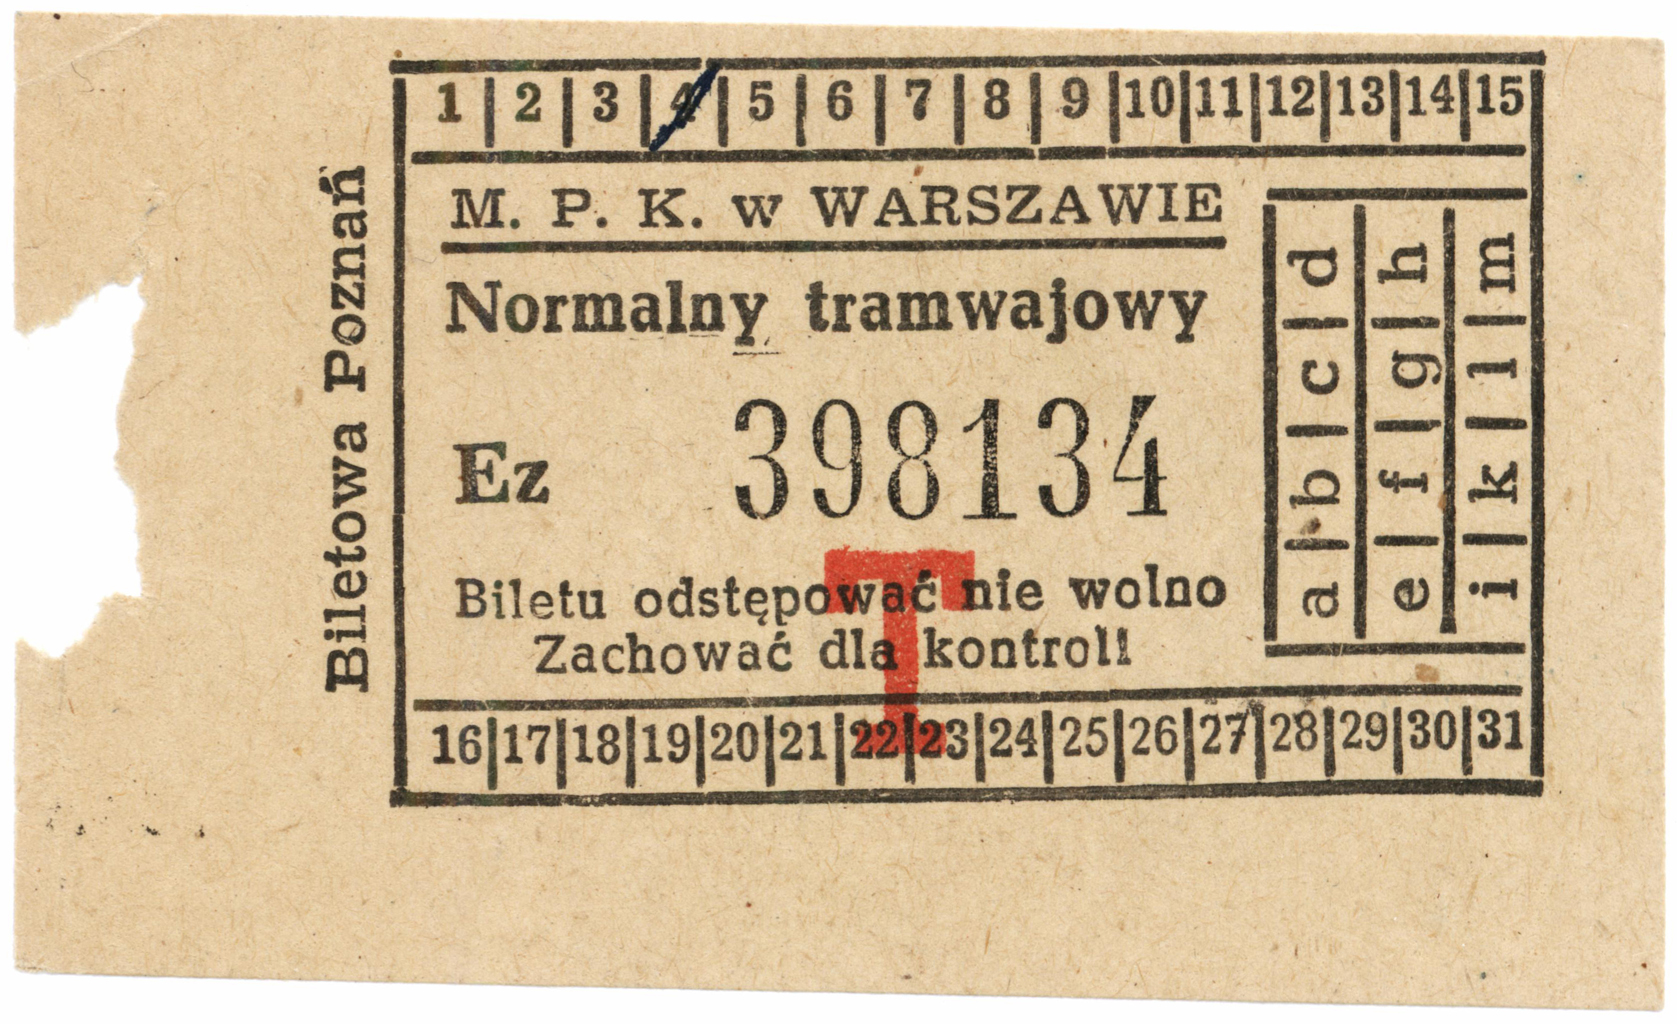 1 2 3 4 5 6 7 8 9 10 11 12 13 14 15
M. P. K. w WARSZAWIE
Normalny tramwajowy
Ez 398134
T
Biletu odstępować nie wolno
Zachować dla kontroli
16 17 18 19 20 21 22 23 24 25 26 27 28 29 30 31
Biletowa Poznań
a b c d
e f g h
i k l m